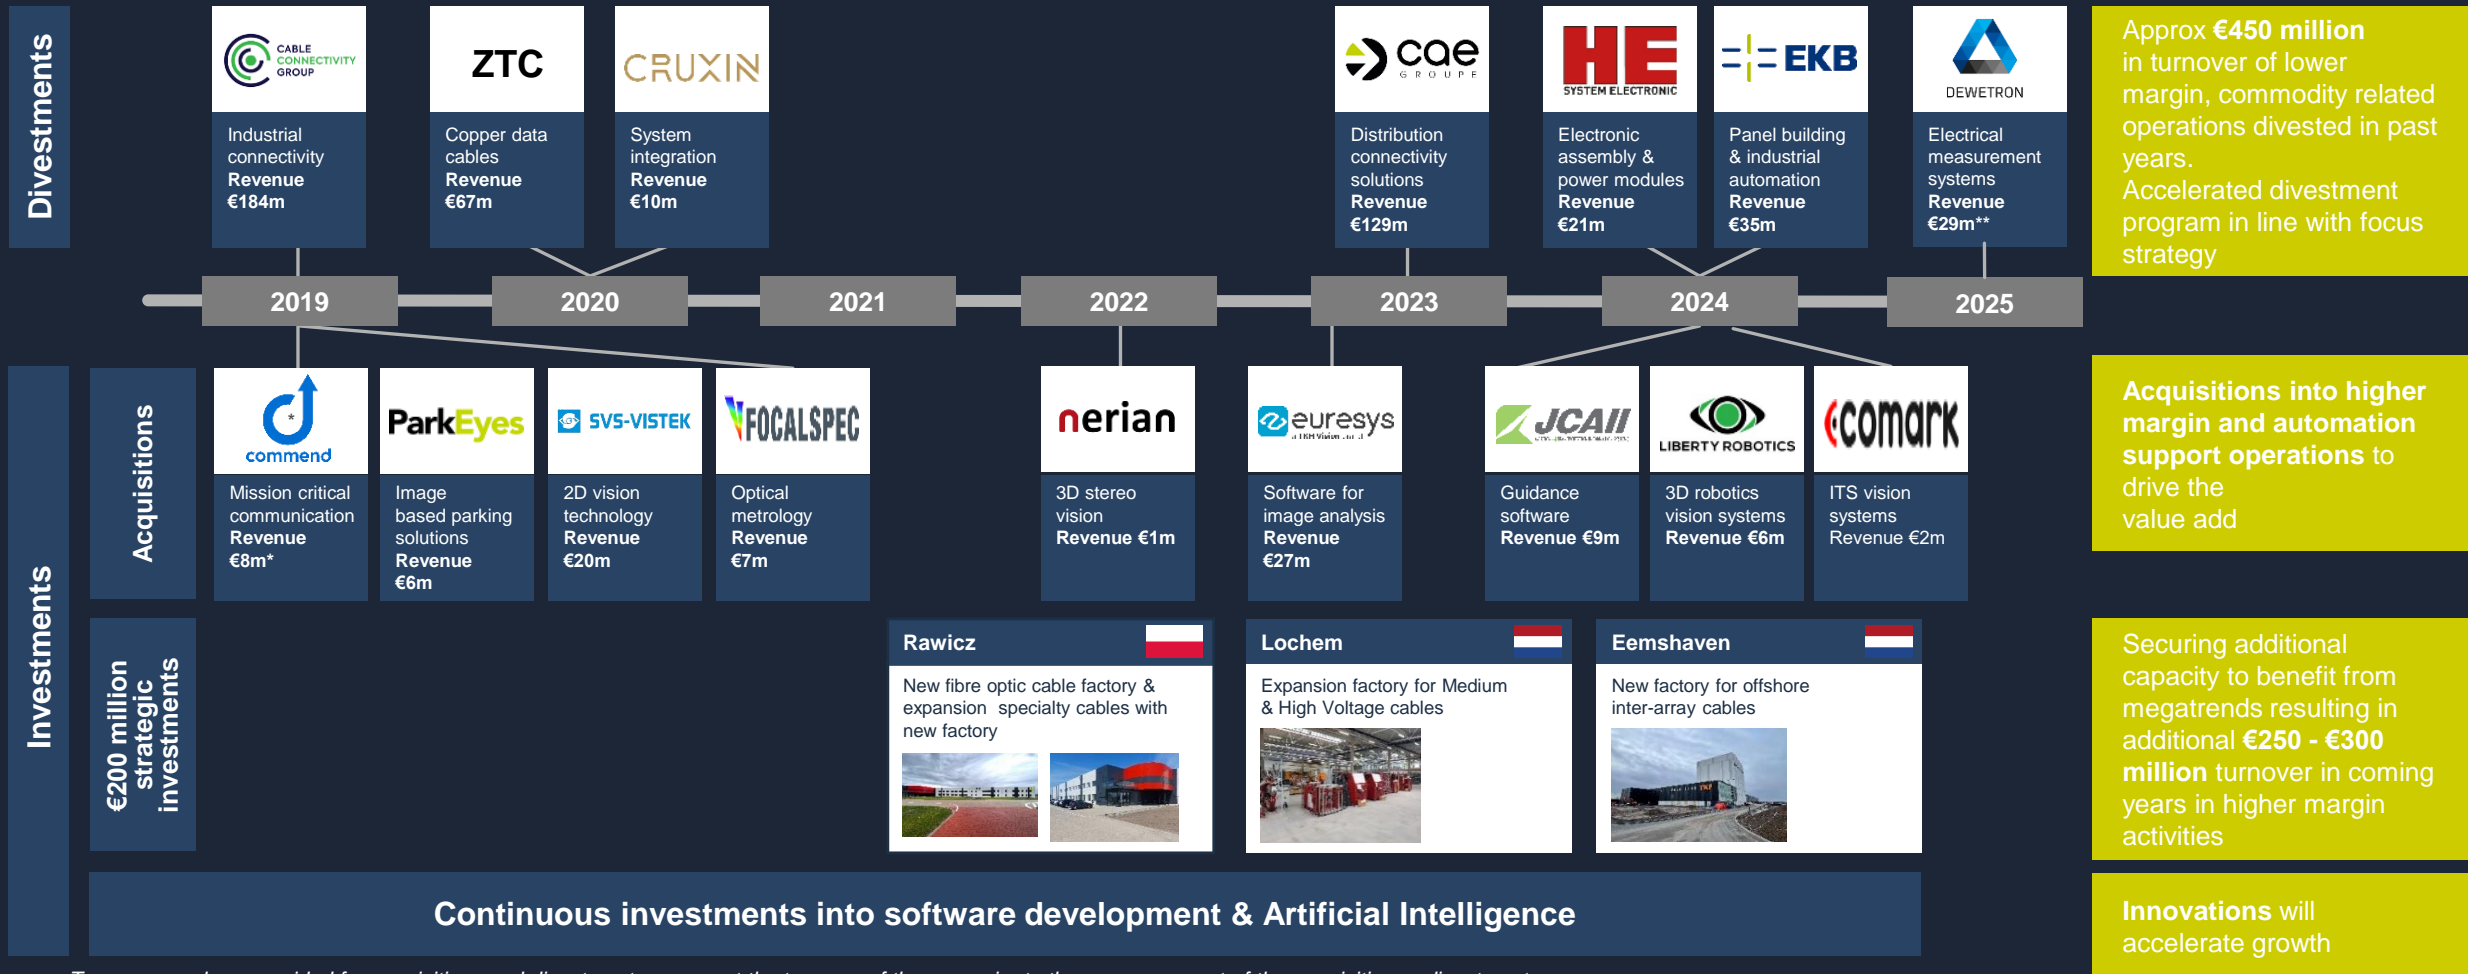 Divestments
CABLE
CONNECTIVITY
GROUP
Industrial
connectivity
Revenue
€184m
ZTC
Copper data
cables
Revenue
€67m
CRUXIN
System
integration
Revenue
€10m
cae
GROUPE
Distribution
connectivity
solutions
Revenue
€129m
HE
SYSTEM ELECTRONIC
Electronic
assembly &
power modules
Revenue
€21m
EKB
Panel building
& industrial
automation
Revenue
€35m
DEWETRON
Electrical
measurement
systems
Revenue
€29m**
Approx €450 million
in turnover of lower
margin, commodity related
operations divested in past
years.
Accelerated divestment
program in line with focus
strategy
2019
2020
2021
2022
2023
2024
2025
Investments
Acquisitions
*
commend
Mission critical
communication
Revenue
€8m*
ParkEyes
Image
based parking
solutions
Revenue
€6m
SVS-VISTEK
2D vision
technology
Revenue
€20m
FOCALSPEC
Optical
metrology
Revenue
€7m
nerian
3D stereo
vision
Revenue €1m
euresys
Software for
image analysis
Revenue
€27m
JCAII
Guidance
software
Revenue €9m
LIBERTY ROBOTICS
3D robotics
vision systems
Revenue €6m
comark
ITS vision
systems
Revenue €2m
Acquisitions into higher
margin and automation
support operations to
drive the
value add
€200 million
strategic
investments
Rawicz
New fibre optic cable factory &
expansion specialty cables with
new factory
Lochem
Expansion factory for Medium
& High Voltage cables
Eemshaven
New factory for offshore
inter-array cables
Securing additional
capacity to benefit from
megatrends resulting in
additional €250 - €300
million turnover in coming
years in higher margin
activities
Continuous investments into software development & Artificial Intelligence
Innovations will
accelerate growth